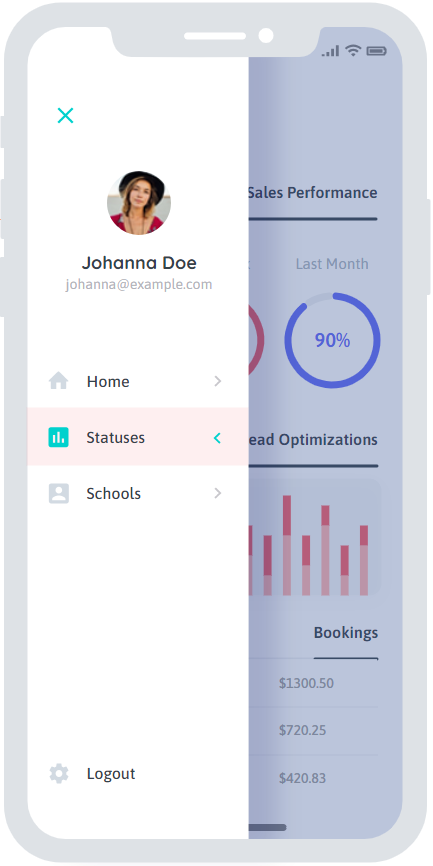 Johanna Doe
johanna@example.com
Home
Statuses
Schools
Logout
Sales Performance
Last Month
90%
ead Optimizations
Bookings
$1300.50
$720.25
$420.83